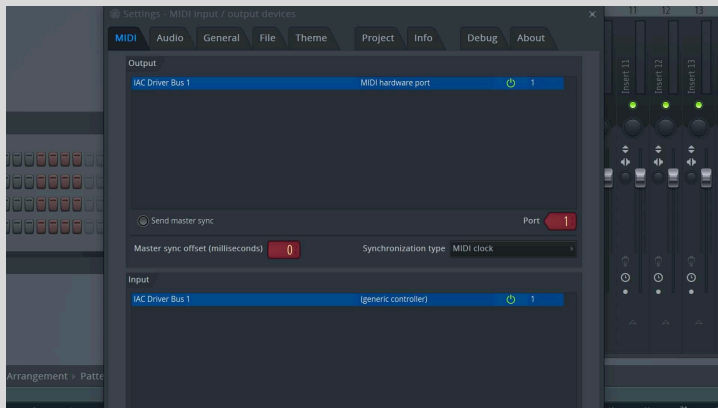 Settings - MIDI input / output devices
11 12 13
MIDI Audio General File Theme Project Info Debug About
Output
IAC Driver Bus 1 MIDI hardware port 1
Insert 11
Insert 12
Insert 13
Send master sync Port 1
Master sync offset (milliseconds) 0 Synchronization type MIDI clock
Input
IAC Driver Bus 1 (generic controller) 1
Arrangement Patte